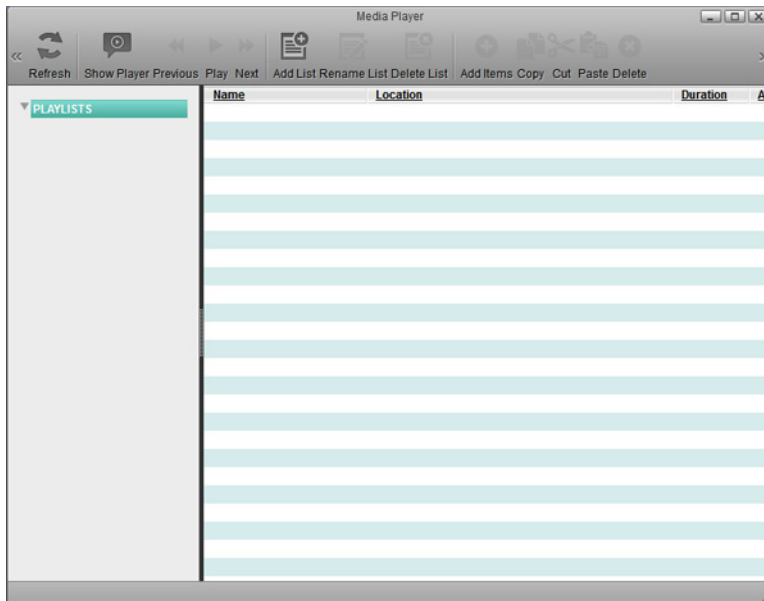 Media Player
Refresh Show Player Previous Play Next Add List Rename List Delete List Add Items Copy Cut Paste Delete
PLAYLISTS
Name Location Duration A